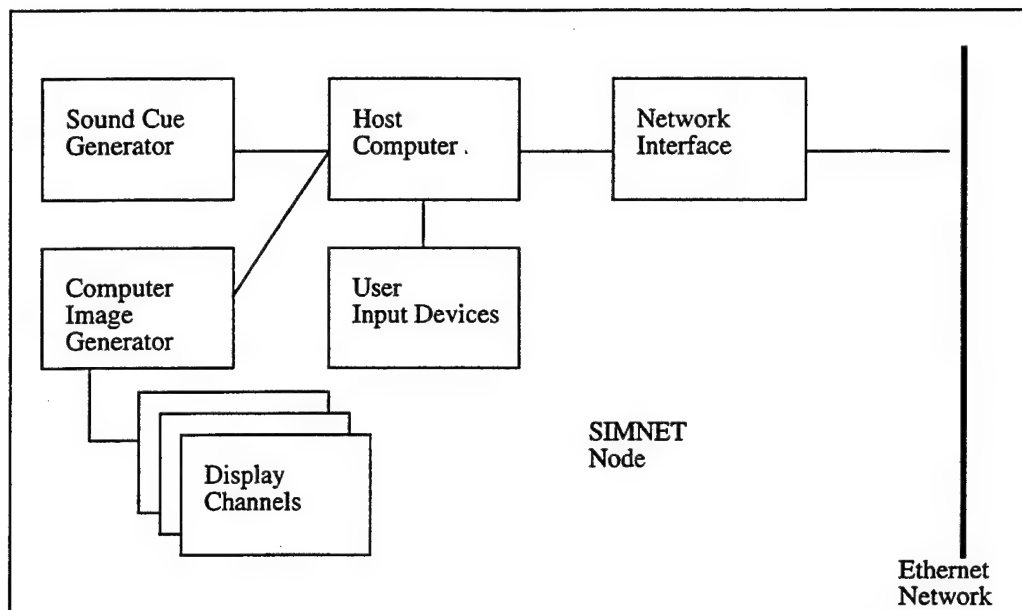 Sound Cue
Generator
Host
Computer
Network
Interface
Computer
Image
Generator
User
Input Devices
Display
Channels
SIMNET
Node
Ethernet
Network